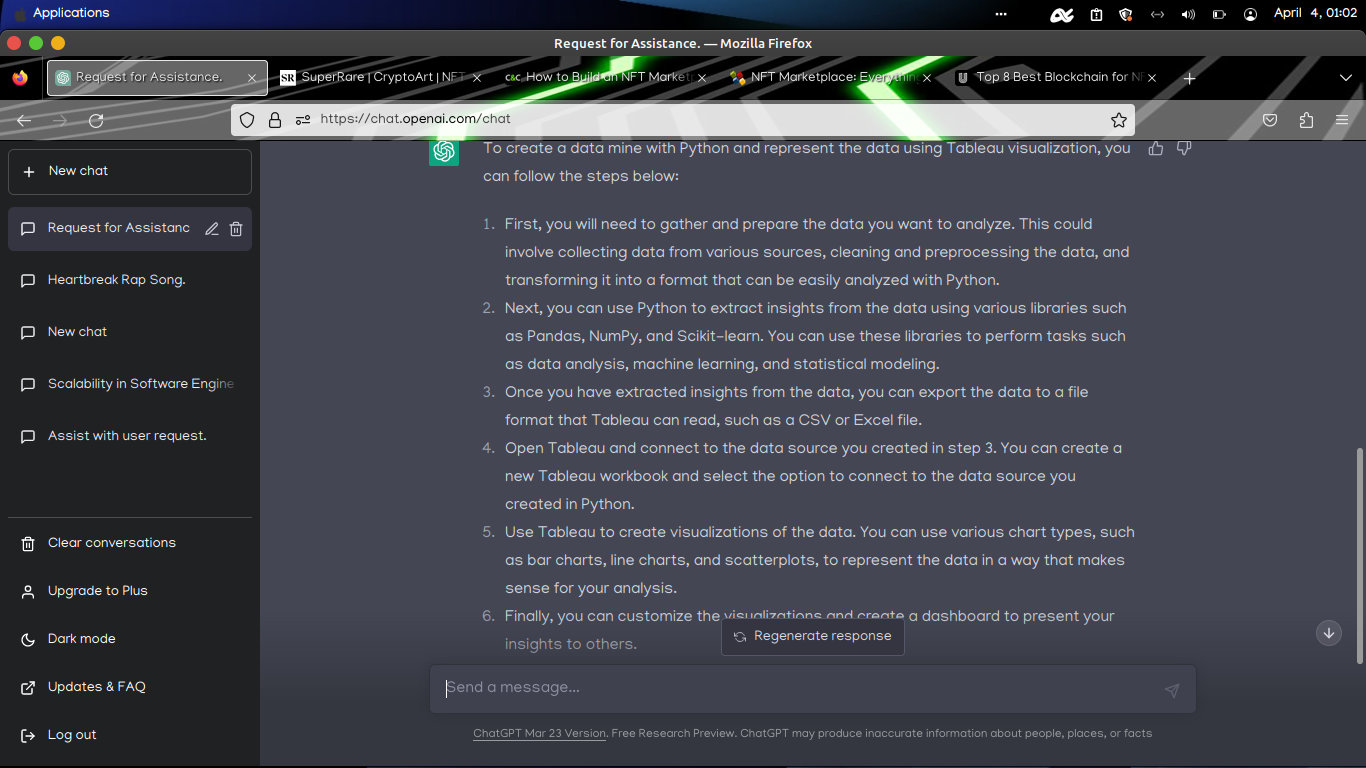 Applications
April 4, 01:02
Request for Assistance. — Mozilla Firefox
Request for Assistance.
SR SuperRare | CryptoArt | NFT
C&C How to Build an NFT Market
NFT Marketplace: Everything
Top 8 Best Blockchain for NF
https://chat.openai.com/chat
New chat
Request for Assistanc
Heartbreak Rap Song.
New chat
Scalability in Software Engine
Assist with user request.
Clear conversations
Upgrade to Plus
Dark mode
Updates & FAQ
Log out
To create a data mine with Python and represent the data using Tableau visualization, you
can follow the steps below:
1. First, you will need to gather and prepare the data you want to analyze. This could
involve collecting data from various sources, cleaning and preprocessing the data, and
transforming it into a format that can be easily analyzed with Python.
2. Next, you can use Python to extract insights from the data using various libraries such
as Pandas, NumPy, and Scikit-learn. You can use these libraries to perform tasks such
as data analysis, machine learning, and statistical modeling.
3. Once you have extracted insights from the data, you can export the data to a file
format that Tableau can read, such as a CSV or Excel file.
4. Open Tableau and connect to the data source you created in step 3. You can create a
new Tableau workbook and select the option to connect to the data source you
created in Python.
5. Use Tableau to create visualizations of the data. You can use various chart types, such
as bar charts, line charts, and scatterplots, to represent the data in a way that makes
sense for your analysis.
6. Finally, you can customize the visualizations and create a dashboard to present your
insights to others.
Regenerate response
Send a message...
ChatGPT Mar 23 Version. Free Research Preview. ChatGPT may produce inaccurate information about people, places, or facts